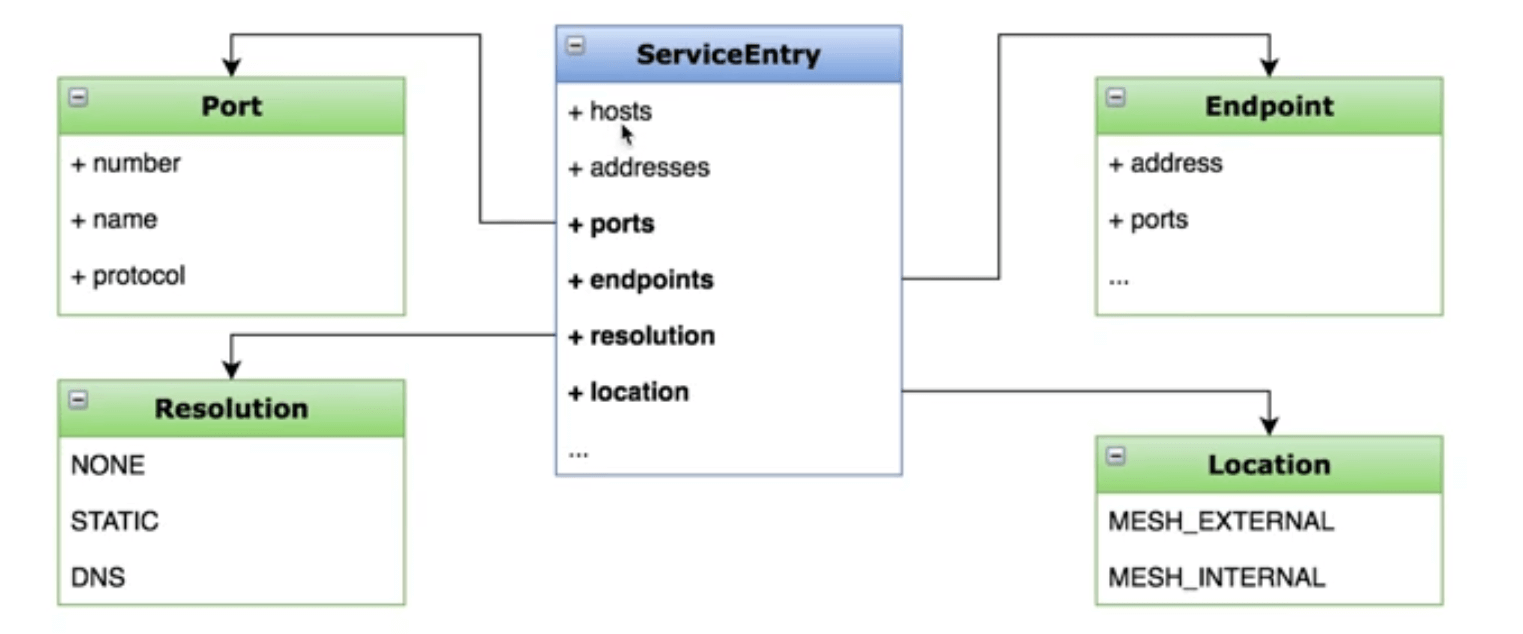 ServiceEntry
+ hosts
+ addresses
+ ports
+ endpoints
+ resolution
+ location
...
Port
+ number
+ name
+ protocol
Endpoint
+ address
+ ports
...
Resolution
NONE
STATIC
DNS
Location
MESH_EXTERNAL
MESH_INTERNAL